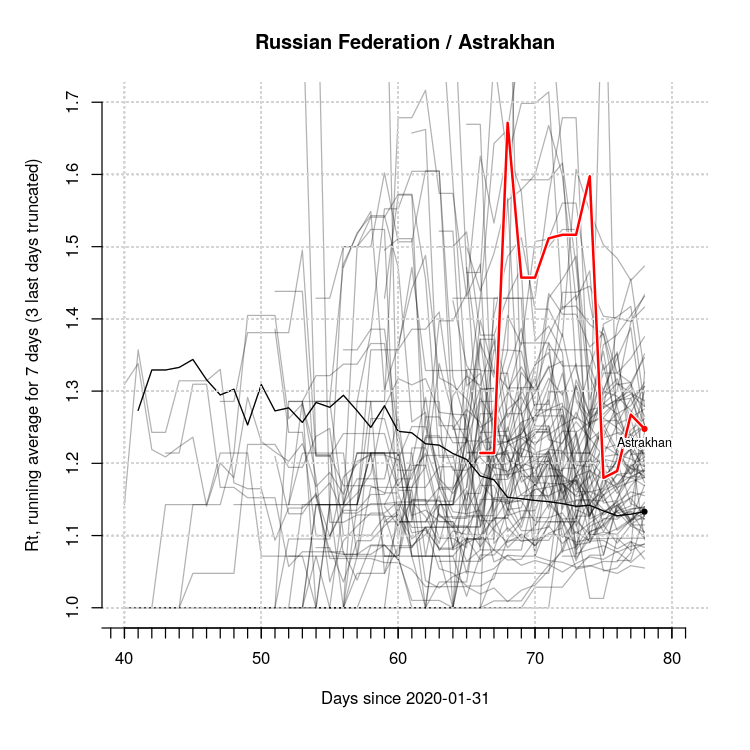 Russian Federation / Astrakhan
Rt, running average for 7 days (3 last days truncated)
1.7
1.6
1.5
1.4
1.3
1.2
1.1
1.0
Astrakhan
40 50 60 70 80
Days since 2020-01-31